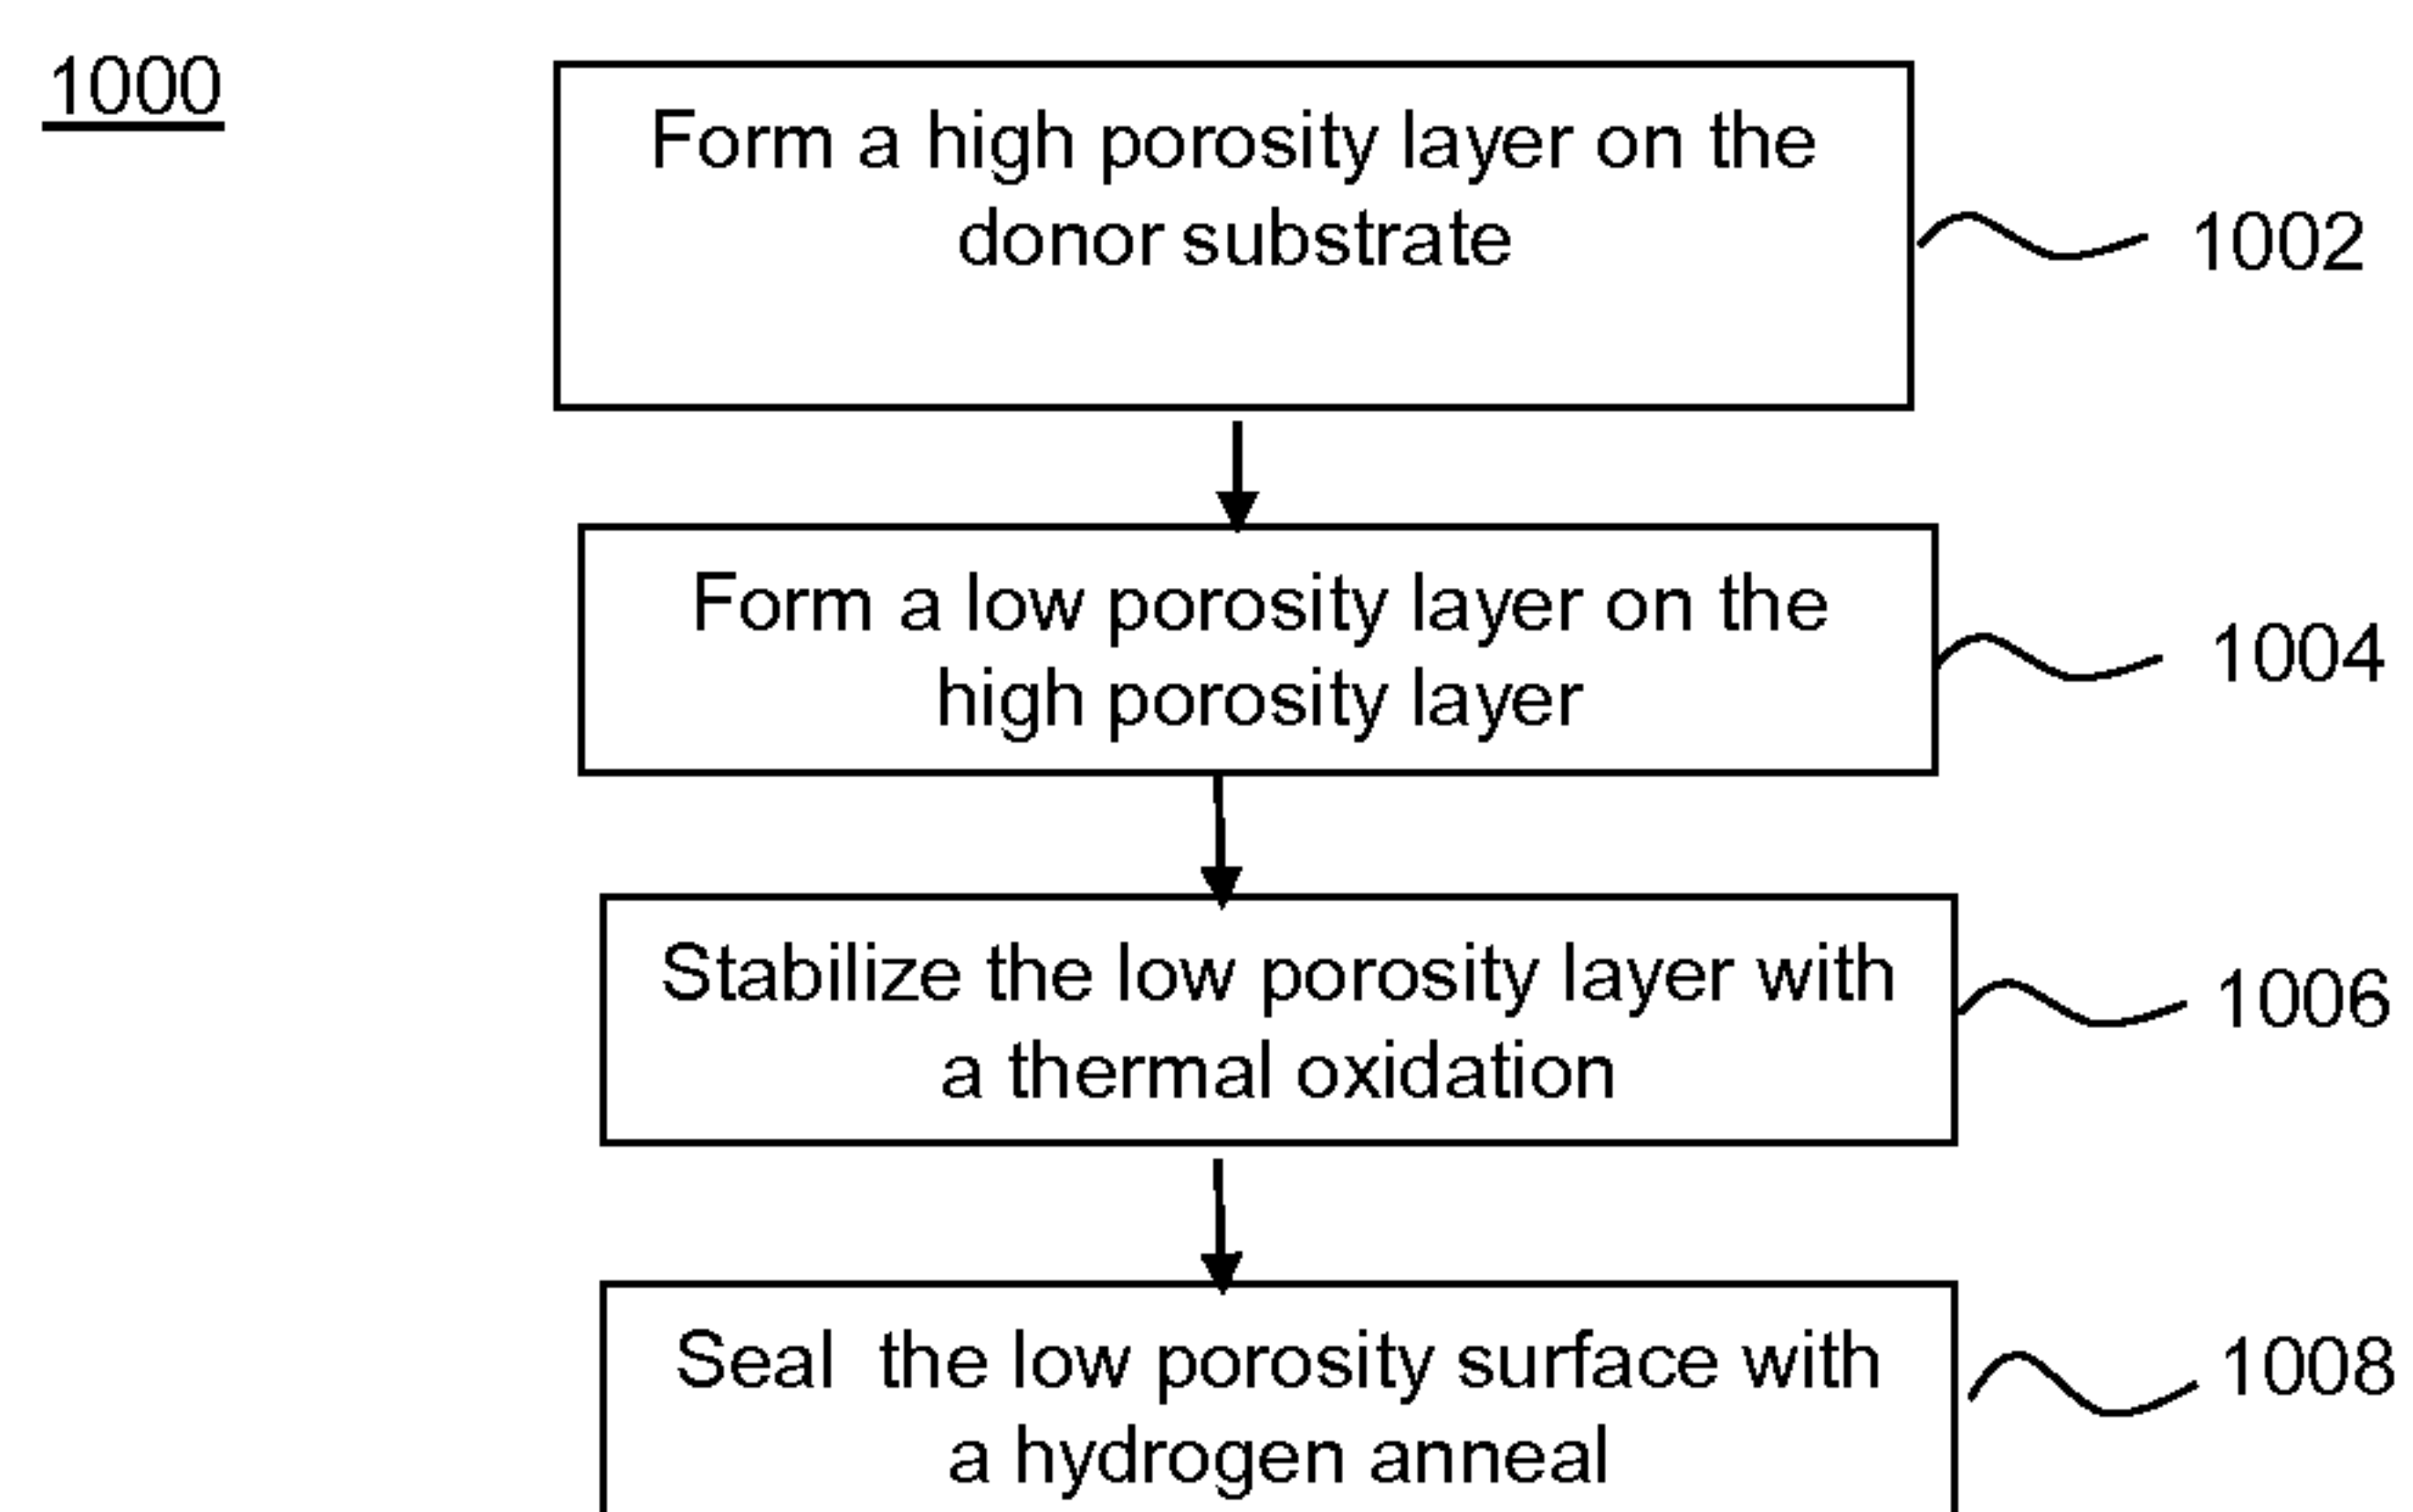 1000
Form a high porosity layer on the
donor substrate
1002
Form a low porosity layer on the
high porosity layer
1004
Stabilize the low porosity layer with
a thermal oxidation
1006
Seal  the low porosity surface with
a hydrogen anneal
1008